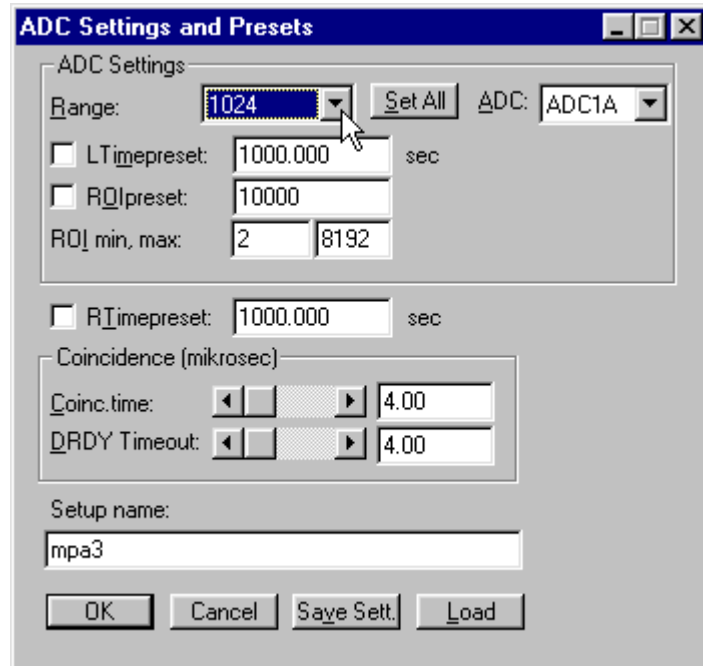 ADC Settings and Presets
ADC Settings
Range: 1024 Set All ADC: ADC1A
LTimepreset: 1000.000 sec
ROIpreset: 10000
ROI min, max: 2 8192
RTimepreset: 1000.000 sec
Coincidence (mikrosec)
Coinc.time: 4.00
DRDY Timeout: 4.00
Setup name:
mpa3
OK Cancel Save Sett. Load